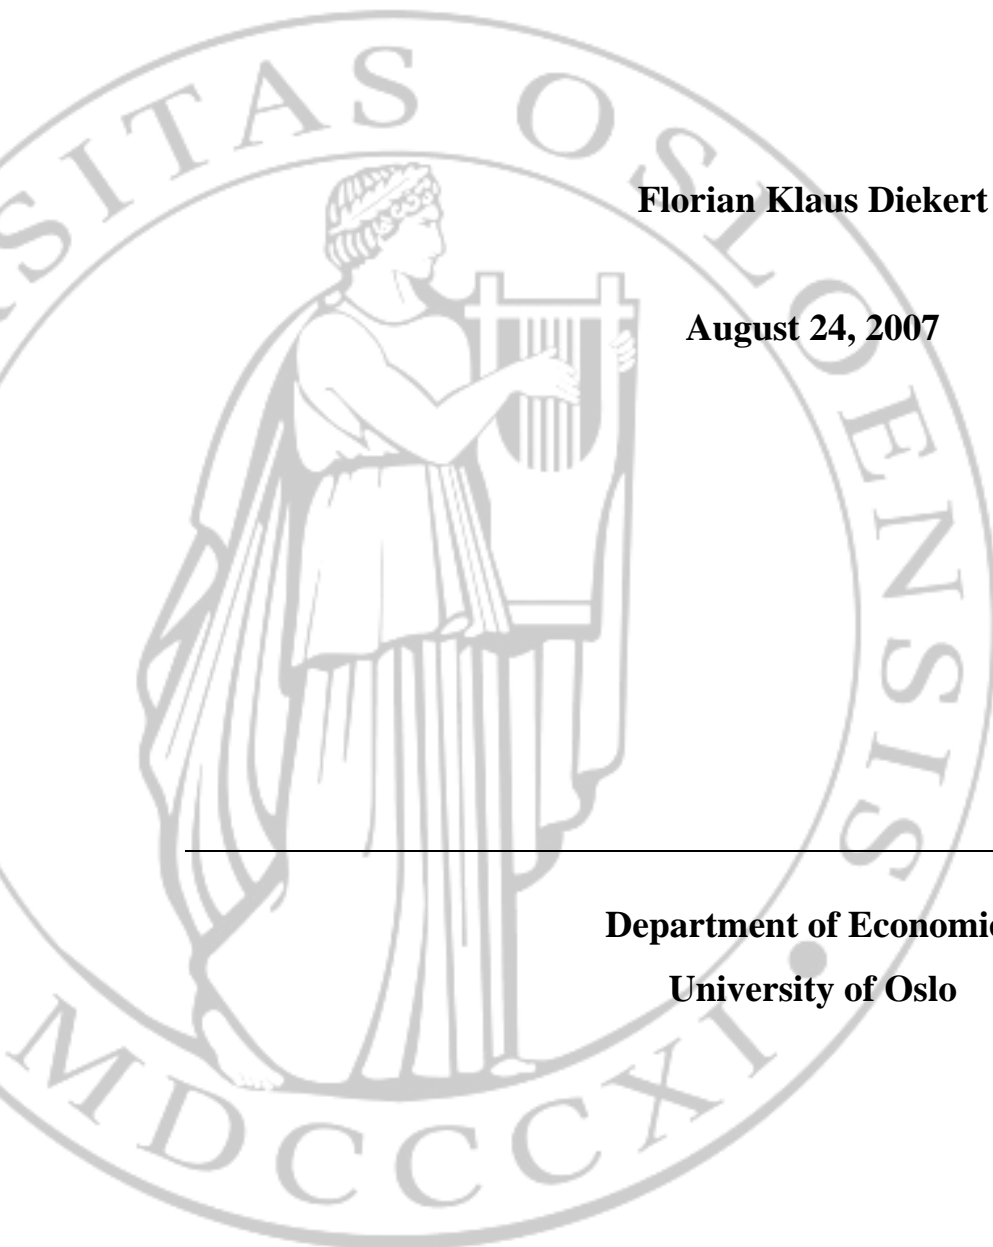 Florian Klaus Diekert
August 24, 2007
Department of Economic
University of Oslo
SITAS OSLOENSIS
MDCCCXI